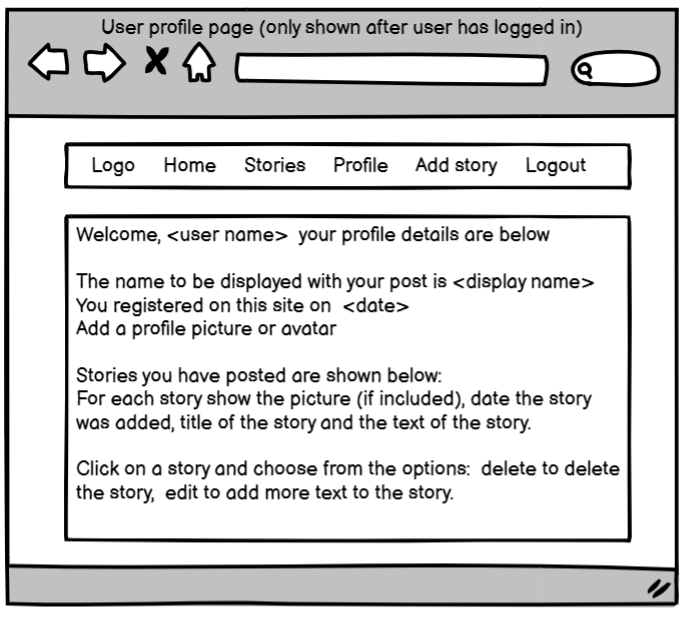 User profile page (only shown after user has logged in)
Logo Home Stories Profile Add story Logout
Welcome, <user name> your profile details are below
The name to be displayed with your post is <display name>
You registered on this site on <date>
Add a profile picture or avatar
Stories you have posted are shown below:
For each story show the picture (if included), date the story
was added, title of the story and the text of the story.
Click on a story and choose from the options: delete to delete
the story, edit to add more text to the story.